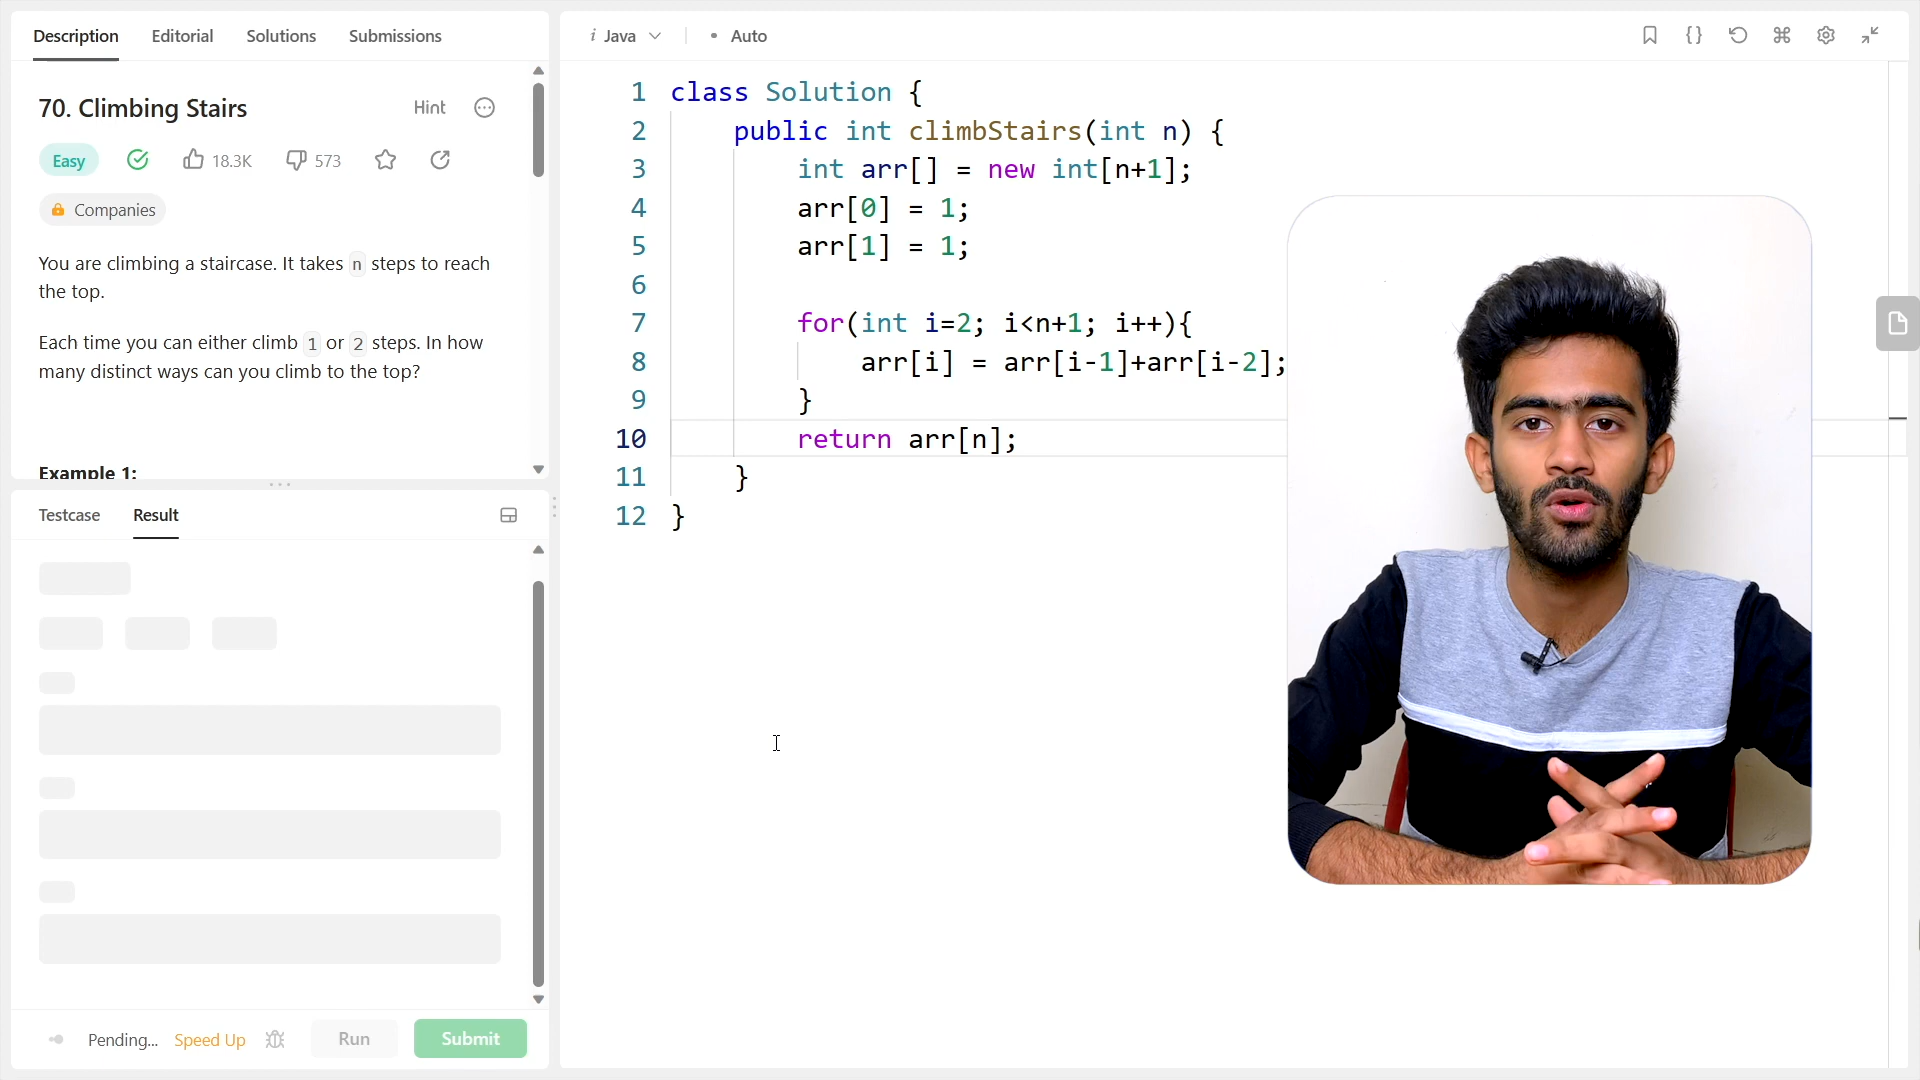 Description Editorial Solutions Submissions
70. Climbing Stairs Hint
Easy 18.3K 573
Companies
You are climbing a staircase. It takes n steps to reach
the top.
Each time you can either climb 1 or 2 steps. In how
many distinct ways can you climb to the top?
Example 1:
Testcase Result
Pending... Speed Up Run Submit
i Java • Auto
1 class Solution {
2     public int climbStairs(int n) {
3         int arr[] = new int[n+1];
4         arr[0] = 1;
5         arr[1] = 1;
6
7         for(int i=2; i<n+1; i++){
8             arr[i] = arr[i-1]+arr[i-2];
9         }
10         return arr[n];
11     }
12 }